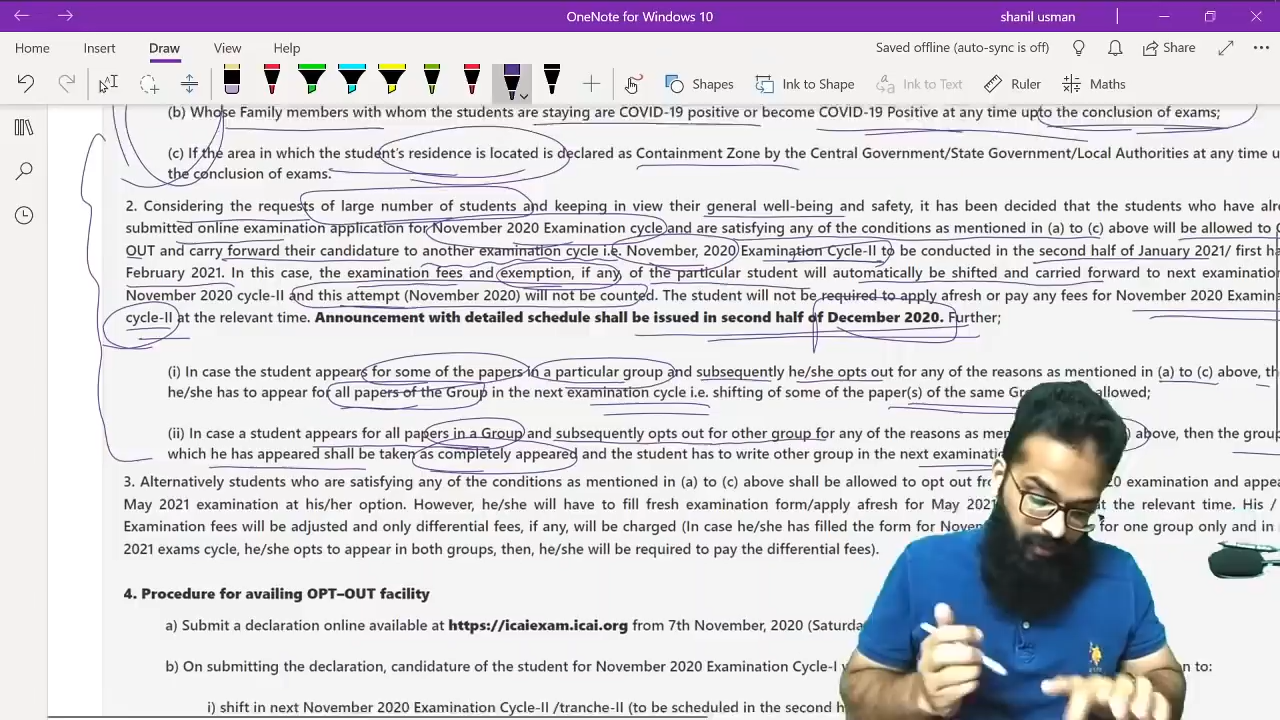 OneNote for Windows 10
shanil usman
Home Insert Draw View Help
Saved offline (auto-sync is off)
Share
Shapes Ink to Shape Ink to Text Ruler Maths
(b) Whose Family members with whom the students are staying are COVID-19 positive or become COVID-19 Positive at any time upto the conclusion of exams;
(c) If the area in which the student's residence is located is declared as Containment Zone by the Central Government/State Government/Local Authorities at any time
the conclusion of exams.
2. Considering the requests of large number of students and keeping in view their general well-being and safety, it has been decided that the students who have
submitted online examination application for November 2020 Examination cycle and are satisfying any of the conditions as mentioned in (a) to (c) above will be allowed to
OUT and carry forward their candidature to another examination cycle i.e. November, 2020 Examination Cycle-II to be conducted in the second half of January 2021/ first
February 2021. In this case, the examination fees and exemption, if any, of the particular student will automatically be shifted and carried forward to next examination
November 2020 cycle-II and this attempt (November 2020) will not be counted. The student will not be required to apply afresh or pay any fees for November 2020
cycle-II at the relevant time. Announcement with detailed schedule shall be issued in second half of December 2020. Further;
(i) In case the student appears for some of the papers in a particular group and subsequently he/she opts out for any of the reasons as mentioned in (a) to (c) above,
he/she has to appear for all papers of the Group in the next examination cycle i.e. shifting of some of the paper(s) of the same allowed;
(ii) In case a student appears for all papers in a Group and subsequently opts out for other group for any of the reasons as above, then the group
which he has appeared shall be taken as completely appeared and the student has to write other group in the next
3. Alternatively students who are satisfying any of the conditions as mentioned in (a) to (c) above shall be allowed to opt out examination and
May 2021 examination at his/her option. However, he/she will have to fill fresh examination form/apply afresh for May 2021 at the relevant time. His /
Examination fees will be adjusted and only differential fees, if any, will be charged (In case he/she has filled the form for for one group only and in
2021 exams cycle, he/she opts to appear in both groups, then, he/she will be required to pay the differential fees).
4. Procedure for availing OPT–OUT facility
a) Submit a declaration online available at https://icaiexam.icai.org from 7th November, 2020
b) On submitting the declaration, candidature of the student for November 2020 Examination Cycle-I to:
i) shift in next November 2020 Examination Cycle-II /tranche-II (to be scheduled in the second